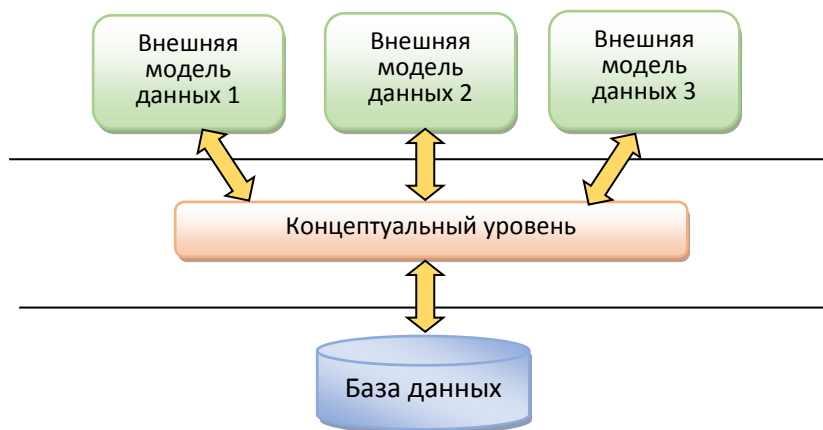 Внешняя
модель
данных 1
Внешняя
модель
данных 2
Внешняя
модель
данных 3
Концептуальный уровень
База данных